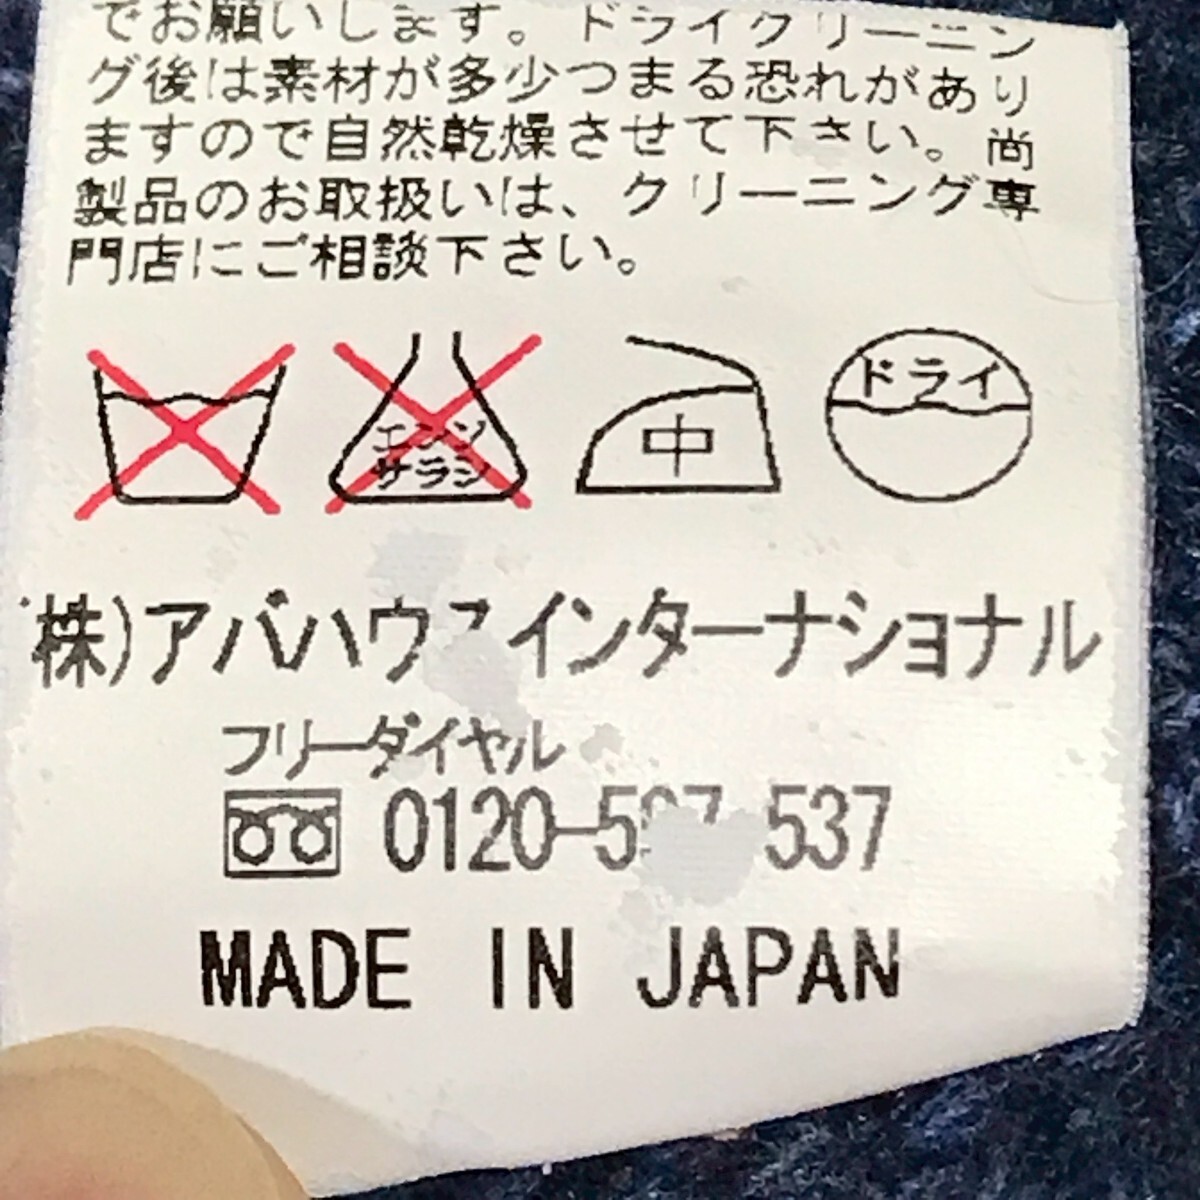 でお願いします。ドライクリーニン
グ後は素材が多少つまる恐れがあり
ますので自然乾燥させて下さい。尚
製品のお取扱いは、クリーニング専
門店にご相談下さい。
エンソ サラシ 中 ドライ
(株)アバハウスインターナショナル
フリーダイヤル
0120-5 537
MADE IN JAPAN